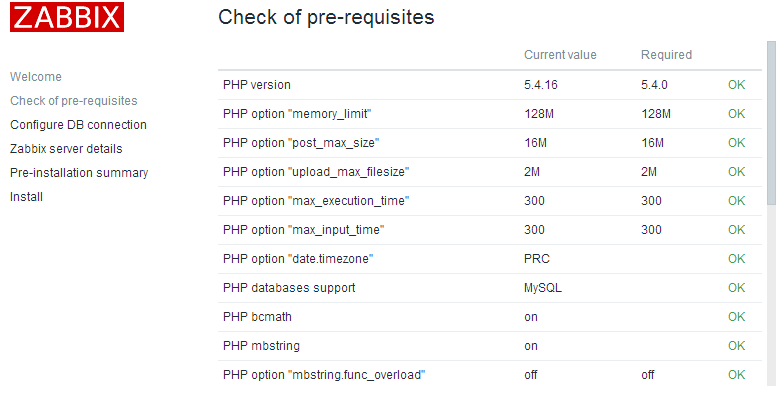 ZABBIX
Check of pre-requisites
Welcome
Check of pre-requisites
Configure DB connection
Zabbix server details
Pre-installation summary
Install
Current value Required
PHP version 5.4.16 5.4.0 OK
PHP option "memory_limit" 128M 128M OK
PHP option "post_max_size" 16M 16M OK
PHP option "upload_max_filesize" 2M 2M OK
PHP option "max_execution_time" 300 300 OK
PHP option "max_input_time" 300 300 OK
PHP option "date.timezone" PRC OK
PHP databases support MySQL OK
PHP bcmath on OK
PHP mbstring on OK
PHP option "mbstring.func_overload" off off OK